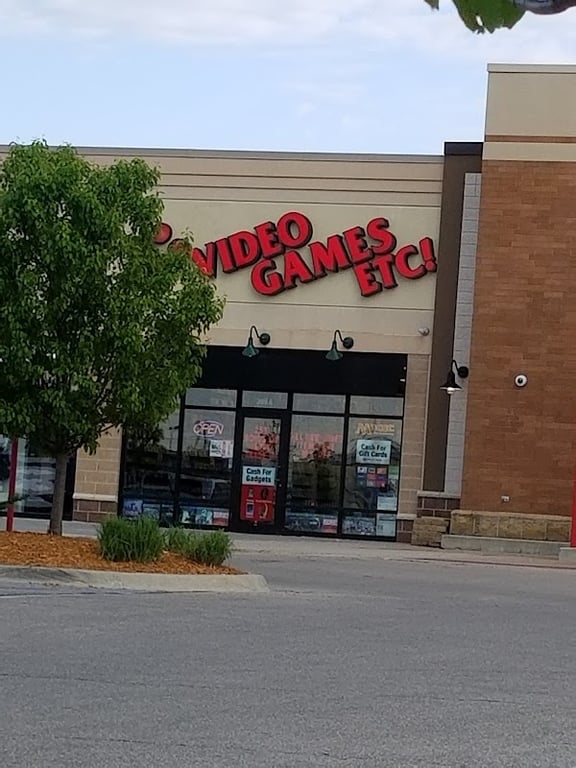 VIDEO
GAMES
ETC!
OPEN
Cash For
Gift Cards
Cash For
Gadgets